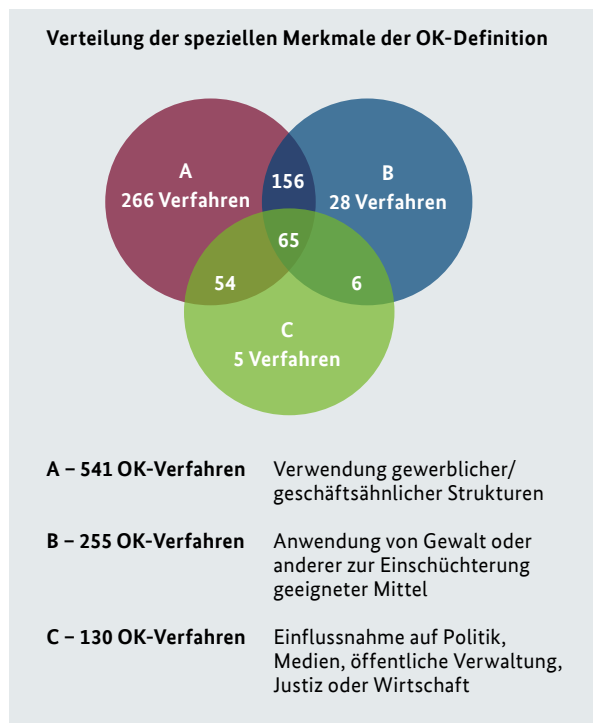 Verteilung der speziellen Merkmale der OK-Definition
A
266 Verfahren
156
B
28 Verfahren
65
54
6
C
5 Verfahren
A – 541 OK-Verfahren Verwendung gewerblicher/
geschäftsähnlicher Strukturen
B – 255 OK-Verfahren Anwendung von Gewalt oder
anderer zur Einschüchterung
geeigneter Mittel
C – 130 OK-Verfahren Einflussnahme auf Politik,
Medien, öffentliche Verwaltung,
Justiz oder Wirtschaft